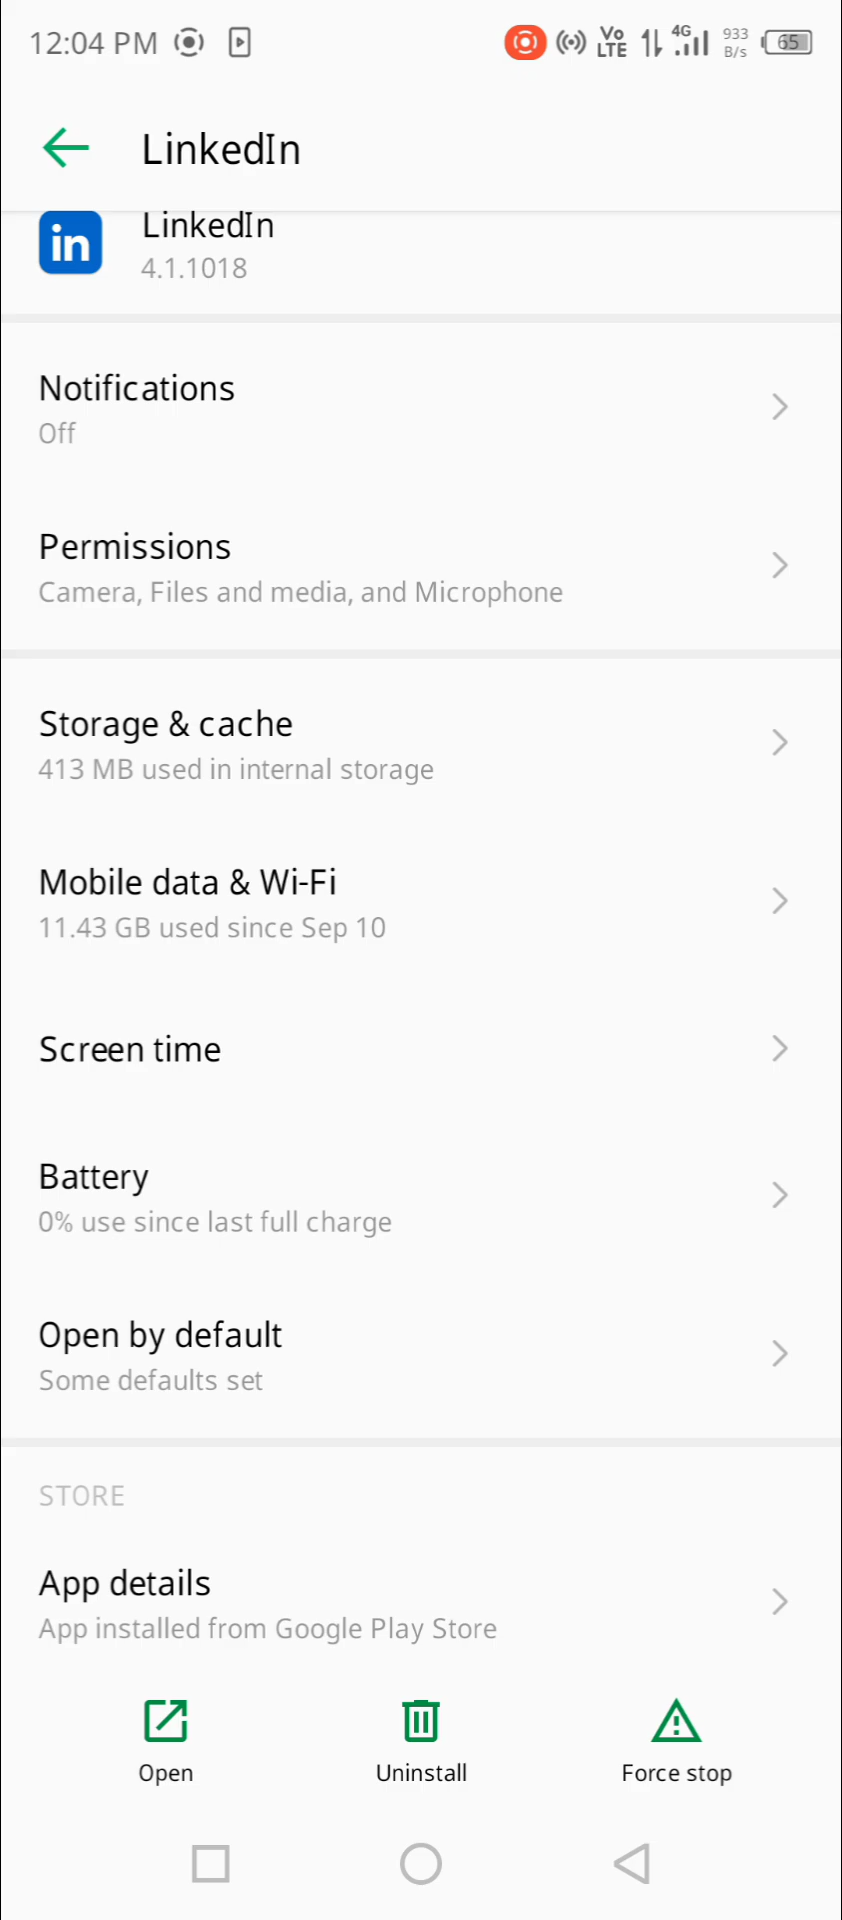 12:04 PM
Vo LTE 4G 933 B/s 65
LinkedIn
in LinkedIn
4.1.1018
Notifications
Off
Permissions
Camera, Files and media, and Microphone
Storage & cache
413 MB used in internal storage
Mobile data & Wi-Fi
11.43 GB used since Sep 10
Screen time
Battery
0% use since last full charge
Open by default
Some defaults set
STORE
App details
App installed from Google Play Store
Open Uninstall Force stop